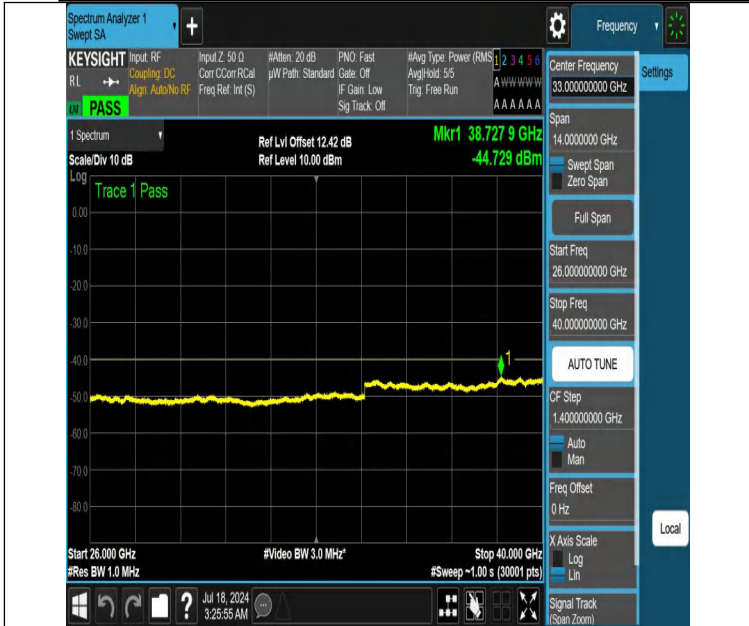 Spectrum Analyzer 1
Swept SA
+
Frequency
KEYSIGHT
RL
LXI
PASS
Input: RF
Coupling: DC
Align: Auto/No RF
Input Z: 50 Ω
Corr CCorr RCal
Freq Ref: Int (S)
#Atten: 20 dB
µW Path: Standard
PNO: Fast
Gate: Off
IF Gain: Low
Sig Track: Off
#Avg Type: Power (RMS
Avg|Hold: 5/5
Trig: Free Run
1 2 3 4 5 6
A W W W W W
A A A A A A
1 Spectrum
Scale/Div 10 dB
Ref Lvl Offset 12.42 dB
Ref Level 10.00 dBm
Mkr1 38.727 9 GHz
-44.729 dBm
Log
Trace 1 Pass
0.00
-10.0
-20.0
-30.0
-40.0
1
-50.0
-60.0
-70.0
-80.0
Start 26.000 GHz
#Res BW 1.0 MHz
#Video BW 3.0 MHz*
Stop 40.000 GHz
#Sweep ~1.00 s (30001 pts)
Center Frequency
33.000000000 GHz
Settings
Span
14.0000000 GHz
Swept Span
Zero Span
Full Span
Start Freq
26.000000000 GHz
Stop Freq
40.000000000 GHz
AUTO TUNE
CF Step
1.400000000 GHz
Auto
Man
Freq Offset
0 Hz
X Axis Scale
Log
Lin
Local
Signal Track
(Span Zoom)
?
Jul 18, 2024
3:25:55 AM